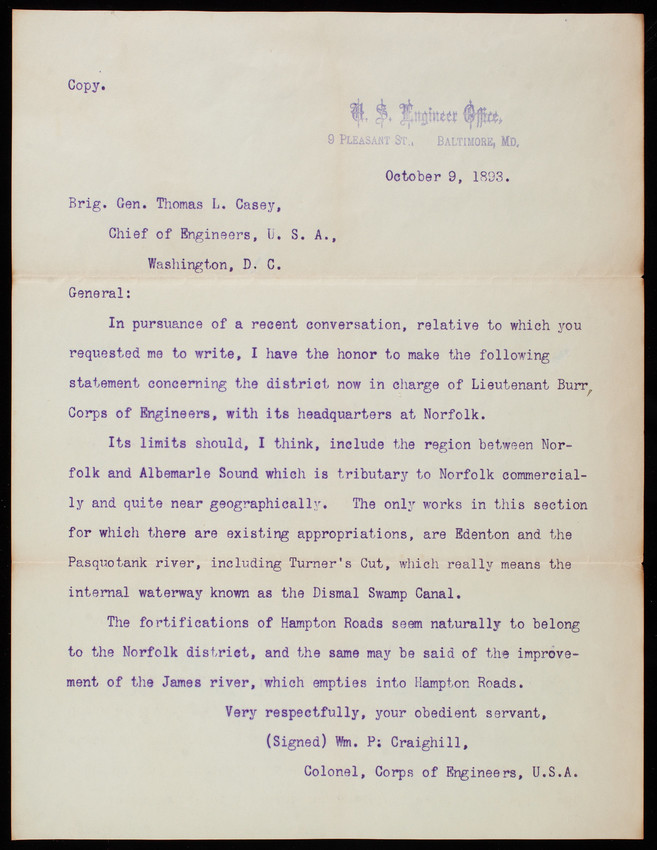 Copy.
U. S. Engineer Office,
9 PLEASANT ST., BALTIMORE, MD.
October 9, 1893.
Brig. Gen. Thomas L. Casey,
Chief of Engineers, U. S. A.,
Washington, D. C.
General:
In pursuance of a recent conversation, relative to which you
requested me to write, I have the honor to make the following
statement concerning the district now in charge of Lieutenant Burr,
Corps of Engineers, with its headquarters at Norfolk.
Its limits should, I think, include the region between Nor-
folk and Albemarle Sound which is tributary to Norfolk commercial-
ly and quite near geographically. The only works in this section
for which there are existing appropriations, are Edenton and the
Pasquotank river, including Turner's Cut, which really means the
internal waterway known as the Dismal Swamp Canal.
The fortifications of Hampton Roads seem naturally to belong
to the Norfolk district, and the same may be said of the improve-
ment of the James river, which empties into Hampton Roads.
Very respectfully, your obedient servant,
(Signed) Wm. P: Craighill,
Colonel, Corps of Engineers, U.S.A.